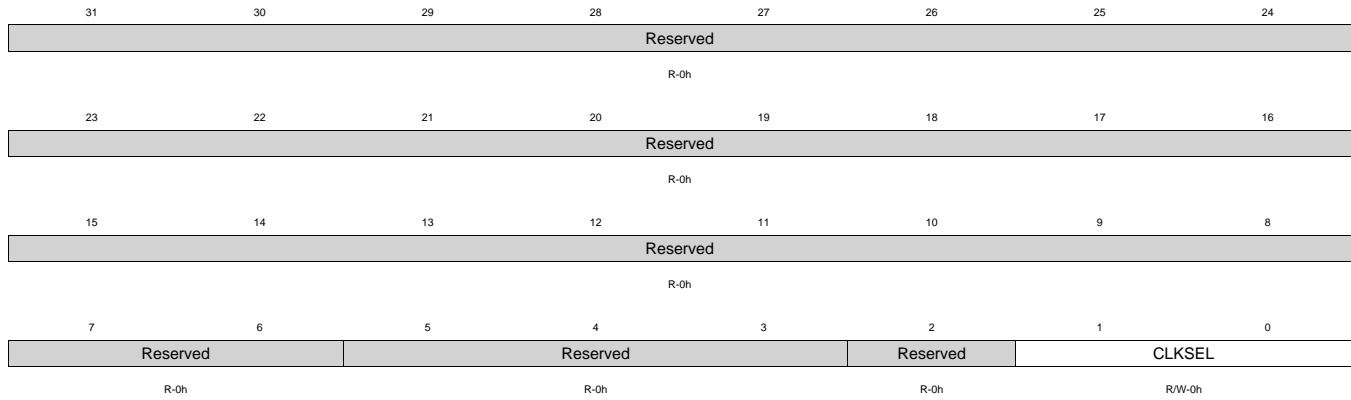 31 30 29 28 27 26 25 24
Reserved
R-0h
23 22 21 20 19 18 17 16
Reserved
R-0h
15 14 13 12 11 10 9 8
Reserved
R-0h
7 6 5 4 3 2 1 0
Reserved Reserved Reserved CLKSEL
R-0h R-0h R-0h R/W-0h